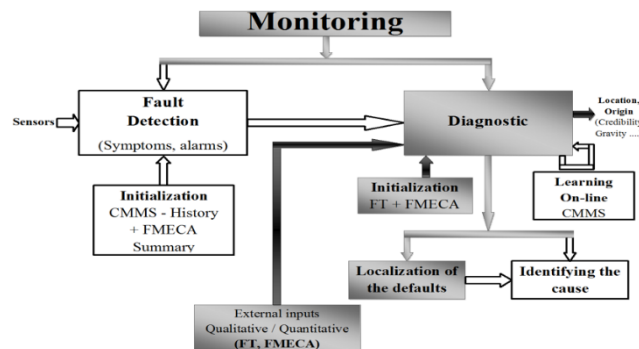 Monitoring
Sensors
Fault
Detection
(Symptoms, alarms)
Diagnostic
Location,
Origin
(Credibility
Gravity ....
Initialization
CMMS - History
+ FMECA
Summary
Initialization
FT + FMECA
Learning
On-line
CMMS
Localization of
the defaults
Identifying the
cause
External inputs
Qualitative / Quantitative
(FT, FMECA)